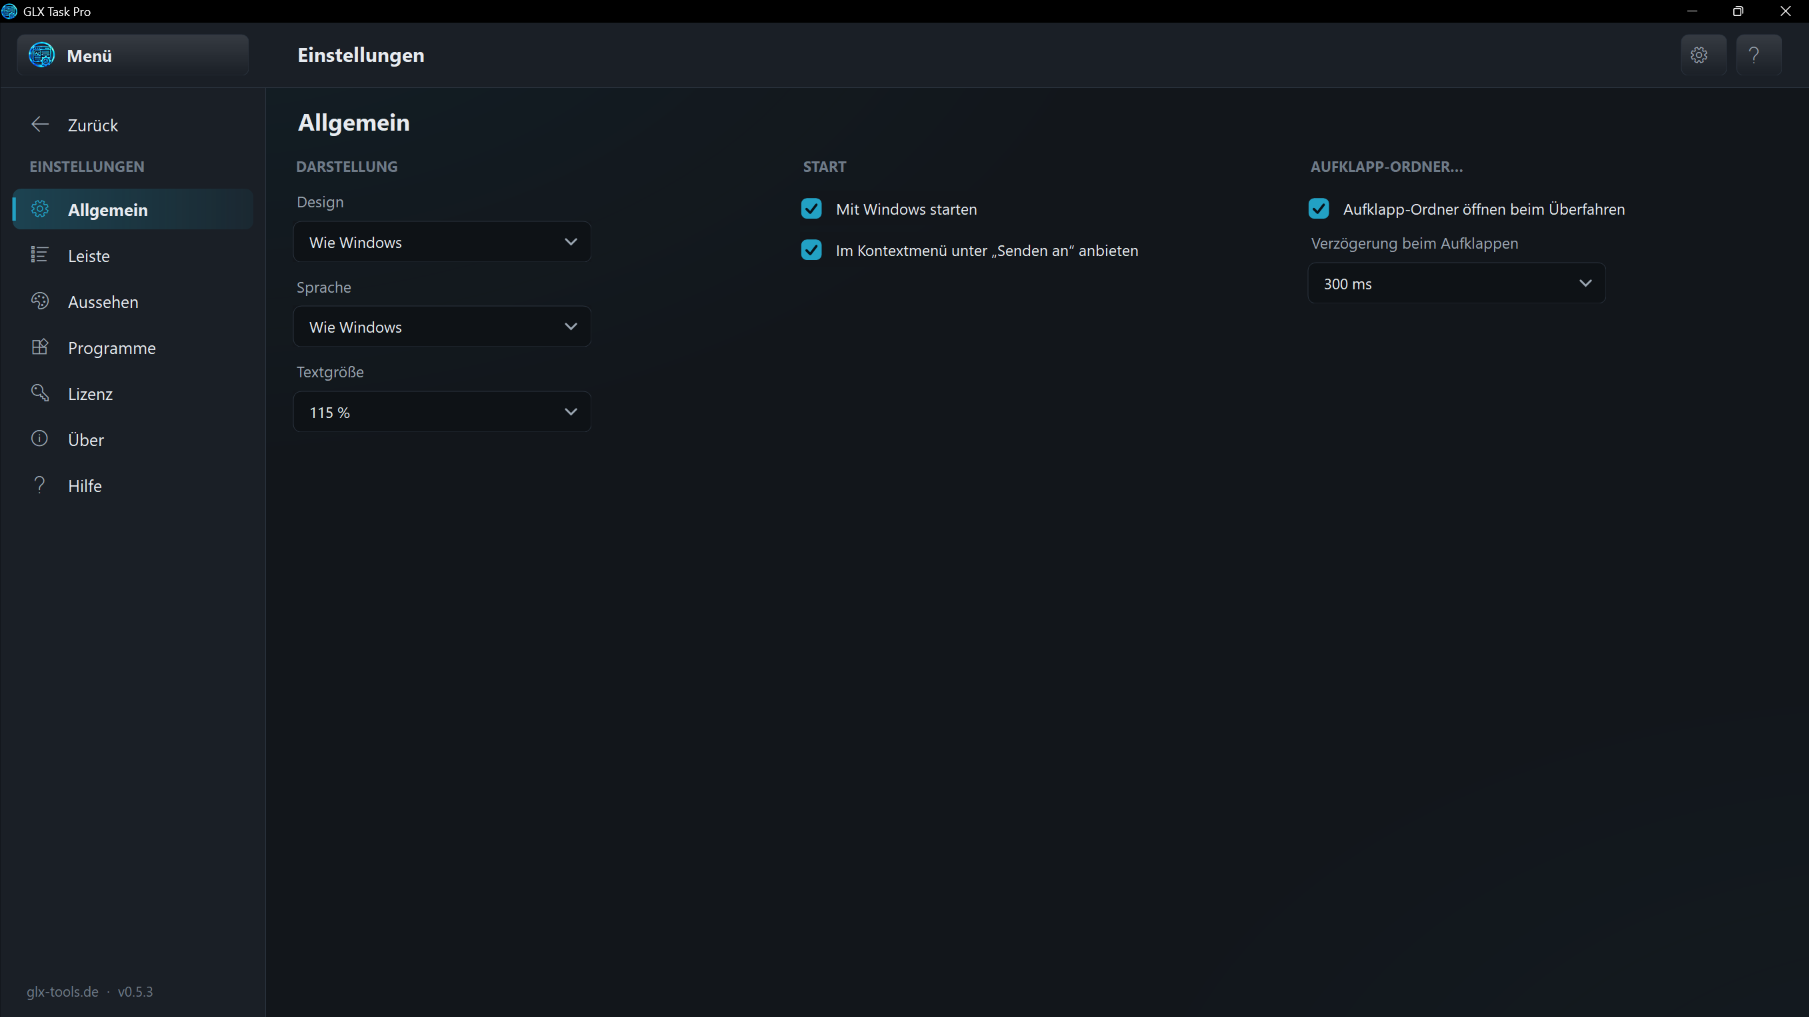 GLX Task Pro
Menü
Einstellungen
?
Zurück
EINSTELLUNGEN
Allgemein
Leiste
Aussehen
Programme
Lizenz
Über
? Hilfe
glx-tools.de · v0.5.3
Allgemein
DARSTELLUNG
Design
Wie Windows
Sprache
Wie Windows
Textgröße
115 %
START
Mit Windows starten
Im Kontextmenü unter „Senden an“ anbieten
AUFKLAPP-ORDNER...
Aufklapp-Ordner öffnen beim Überfahren
Verzögerung beim Aufklappen
300 ms